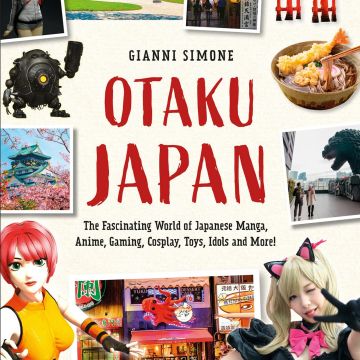 GIANNI SIMONE
OTAKU
JAPAN
The Fascinating World of Japanese Manga,
Anime, Gaming, Cosplay, Toys, Idols and More!